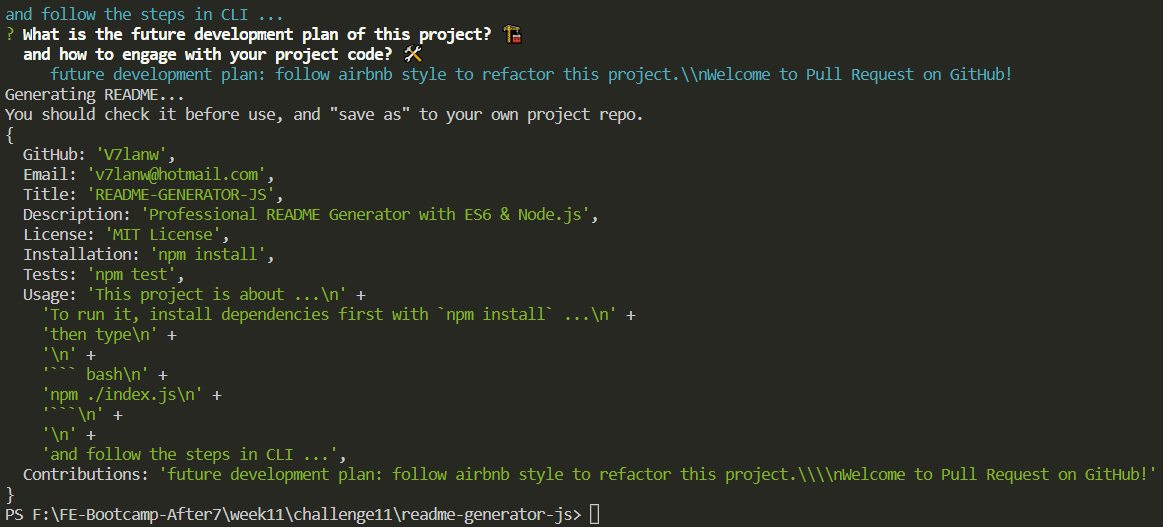 and follow the steps in CLI ...
? What is the future development plan of this project? 🏗️
and how to engage with your project code? 🛠️
future development plan: follow airbnb style to refactor this project.\\nWelcome to Pull Request on GitHub!
Generating README...
You should check it before use, and "save as" to your own project repo.
{
  GitHub: 'V7lanw',
  Email: 'v7lanw@hotmail.com',
  Title: 'README-GENERATOR-JS',
  Description: 'Professional README Generator with ES6 & Node.js',
  License: 'MIT License',
  Installation: 'npm install',
  Tests: 'npm test',
  Usage: 'This project is about ...\n' +
    'To run it, install dependencies first with `npm install` ...\n' +
    'then type\n' +
    '\n' +
    '``` bash\n' +
    'npm ./index.js\n' +
    '```\n' +
    '\n' +
    'and follow the steps in CLI ...',
  Contributions: 'future development plan: follow airbnb style to refactor this project.\\\\nWelcome to Pull Request on GitHub!'
}
PS F:\FE-Bootcamp-After7\week11\challenge11\readme-generator-js>